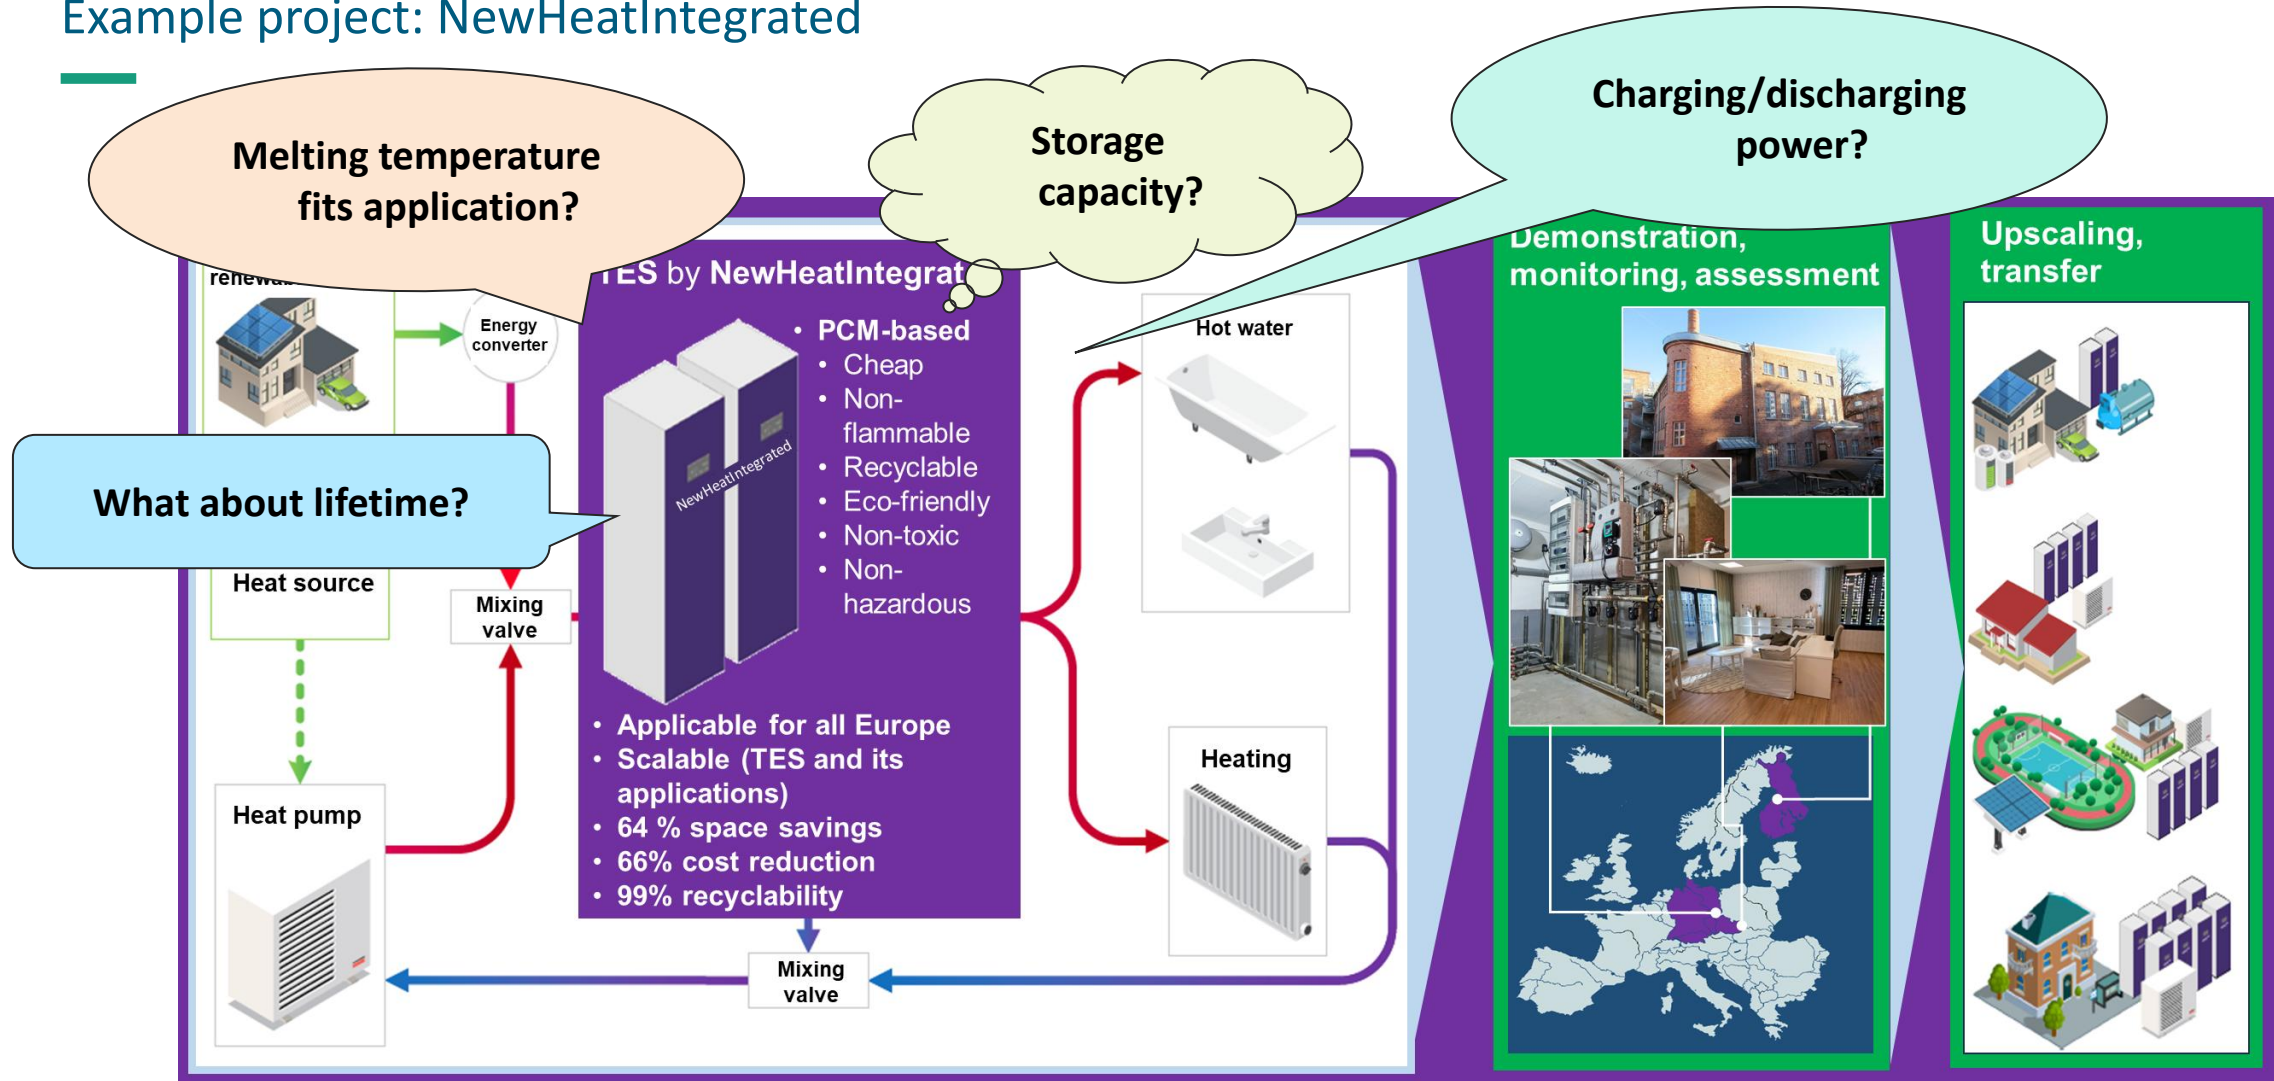 Example project: NewHeatIntegrated
Melting temperature
fits application?
Storage
capacity?
Charging/discharging
power?
What about lifetime?
Energy
converter
Heat source
Mixing
valve
Heat pump
TES by NewHeatIntegrat
NewHeatIntegrated
• PCM-based
• Cheap
• Non-
flammable
• Recyclable
• Eco-friendly
• Non-toxic
• Non-
hazardous
• Applicable for all Europe
• Scalable (TES and its
applications)
• 64 % space savings
• 66% cost reduction
• 99% recyclability
Mixing
valve
Hot water
Heating
Demonstration,
monitoring, assessment
Upscaling,
transfer